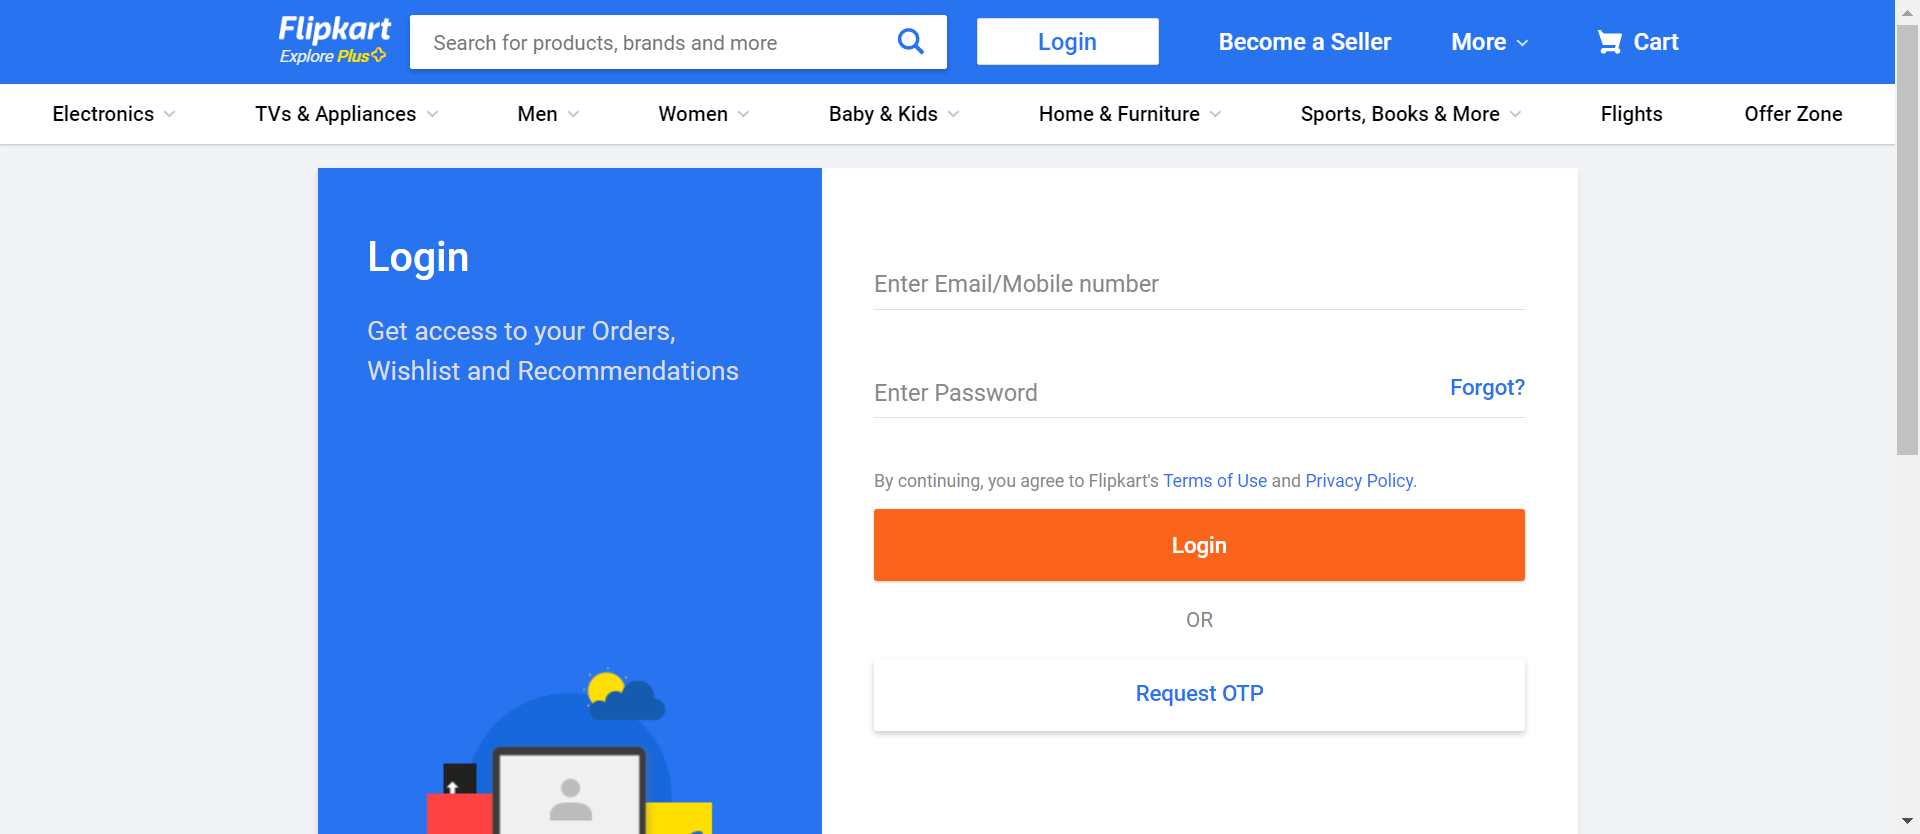 Flipkart
Explore Plus
Search for products, brands and more
Login
Become a Seller
More
Cart
Electronics
TVs & Appliances
Men
Women
Baby & Kids
Home & Furniture
Sports, Books & More
Flights
Offer Zone
Login
Get access to your Orders,
Wishlist and Recommendations
Enter Email/Mobile number
Enter Password
Forgot?
By continuing, you agree to Flipkart's Terms of Use and Privacy Policy.
Login
OR
Request OTP